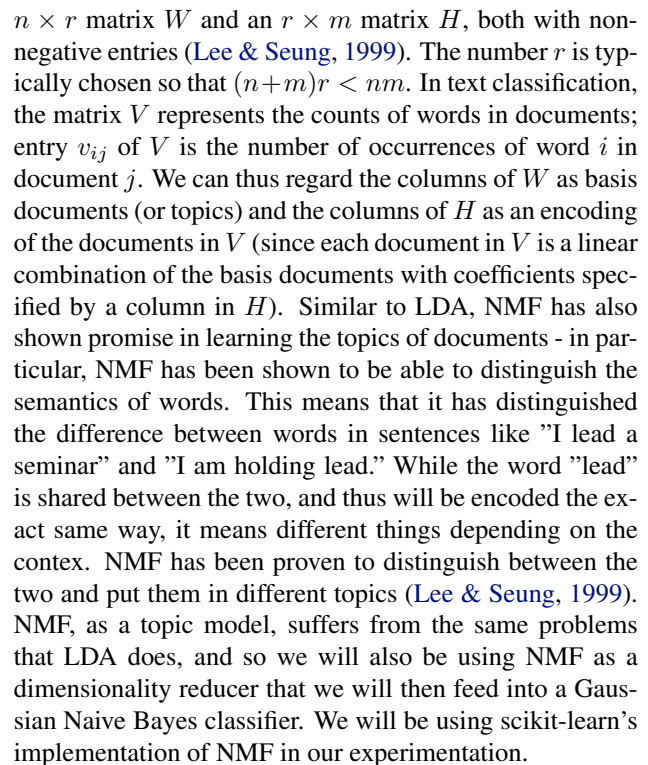 n × r matrix W and an r × m matrix H, both with non-
negative entries (Lee & Seung, 1999). The number r is typ-
ically chosen so that (n+m)r < nm. In text classification,
the matrix V represents the counts of words in documents;
entry v_{ij} of V is the number of occurrences of word i in
document j. We can thus regard the columns of W as basis
documents (or topics) and the columns of H as an encoding
of the documents in V (since each document in V is a linear
combination of the basis documents with coefficients spec-
ified by a column in H). Similar to LDA, NMF has also
shown promise in learning the topics of documents - in par-
ticular, NMF has been shown to be able to distinguish the
semantics of words. This means that it has distinguished
the difference between words in sentences like ”I lead a
seminar” and ”I am holding lead.” While the word ”lead”
is shared between the two, and thus will be encoded the ex-
act same way, it means different things depending on the
contex. NMF has been proven to distinguish between the
two and put them in different topics (Lee & Seung, 1999).
NMF, as a topic model, suffers from the same problems
that LDA does, and so we will also be using NMF as a
dimensionality reducer that we will then feed into a Gaus-
sian Naive Bayes classifier. We will be using scikit-learn's
implementation of NMF in our experimentation.